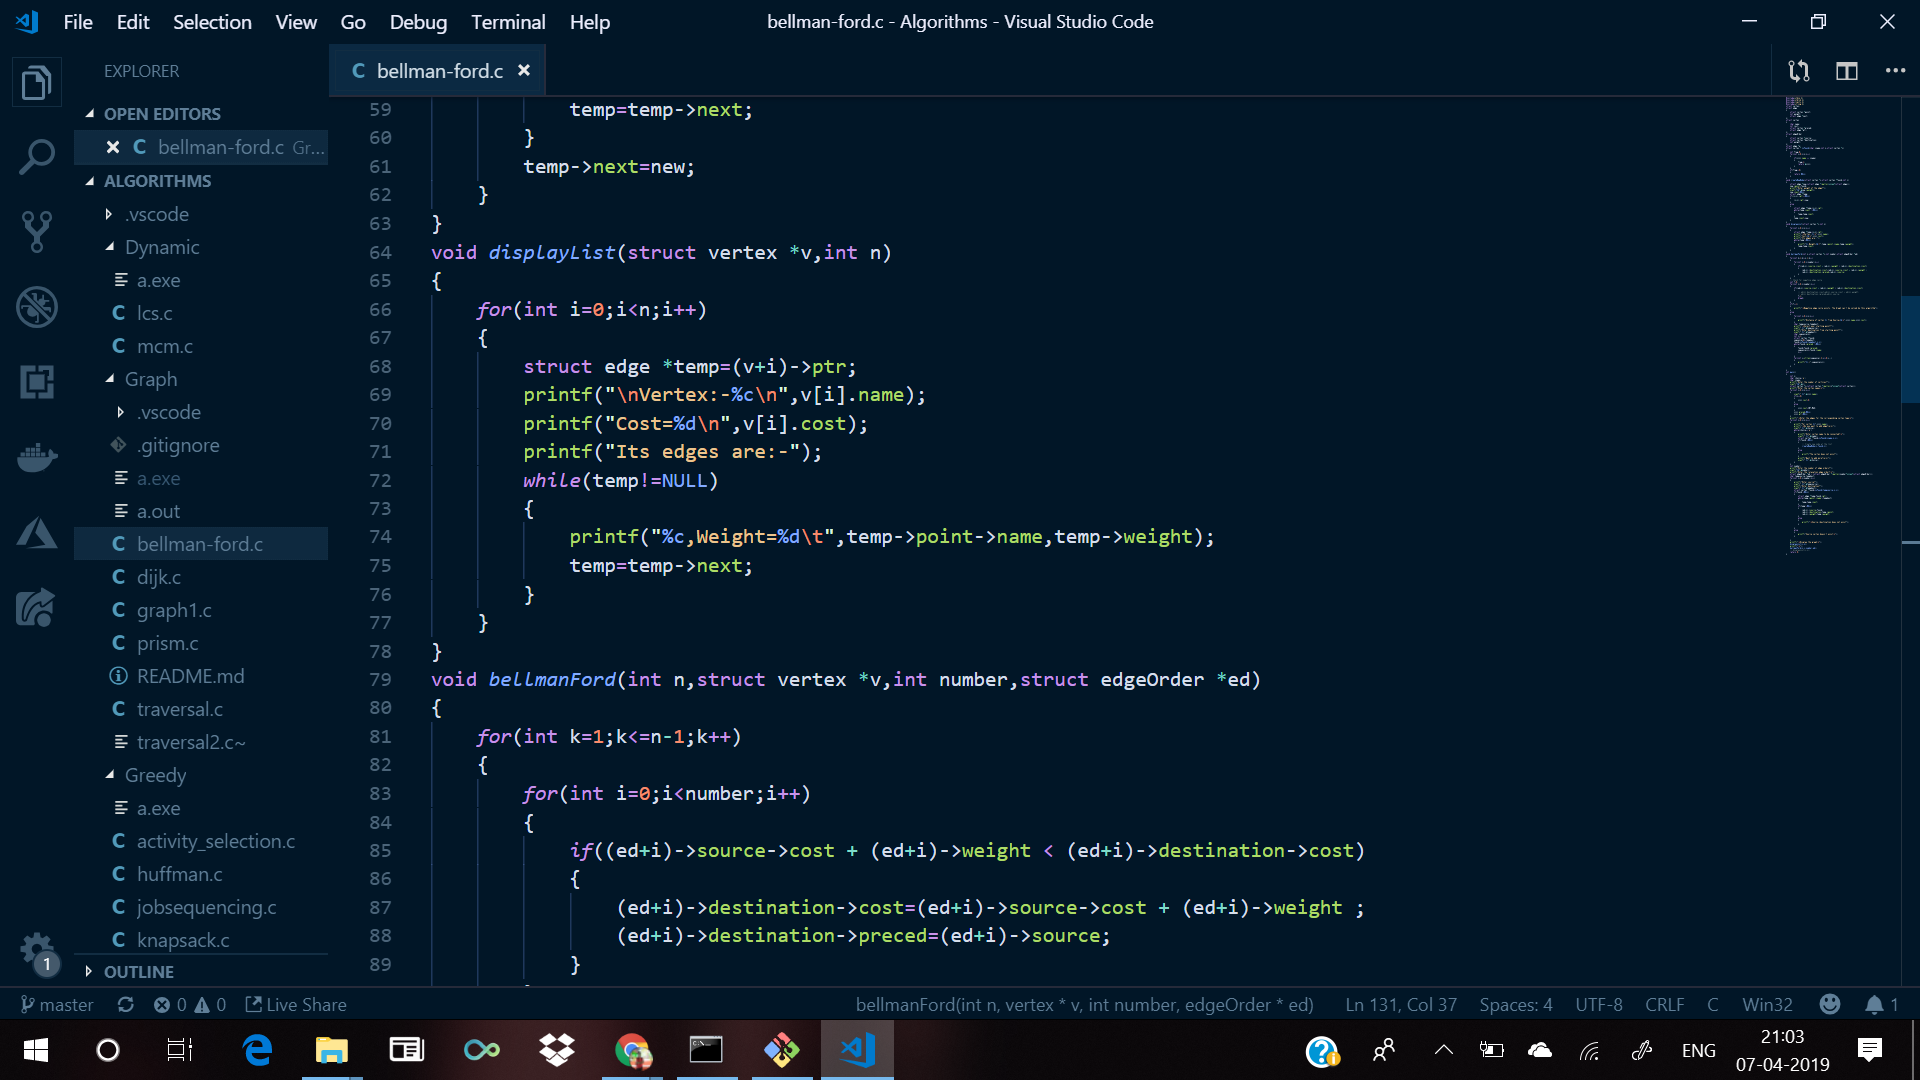 File Edit Selection View Go Debug Terminal Help
bellman-ford.c - Algorithms - Visual Studio Code
EXPLORER
OPEN EDITORS
bellman-ford.c Gr...
ALGORITHMS
.vscode
Dynamic
a.exe
C lcs.c
C mcm.c
Graph
.vscode
.gitignore
a.exe
a.out
C bellman-ford.c
C dijk.c
C graph1.c
C prism.c
README.md
C traversal.c
traversal2.c~
Greedy
a.exe
C activity_selection.c
C huffman.c
C jobsequencing.c
C knapsack.c
OUTLINE
1
C bellman-ford.c
59 temp=temp->next;
60 }
61 temp->next=new;
62 }
63 }
64 void displayList(struct vertex *v,int n)
65 {
66 for(int i=0;i<n;i++)
67 {
68 struct edge *temp=(v+i)->ptr;
69 printf("\nVertex:-%c\n",v[i].name);
70 printf("Cost=%d\n",v[i].cost);
71 printf("Its edges are:-");
72 while(temp!=NULL)
73 {
74 printf("%c,Weight=%d\t",temp->point->name,temp->weight);
75 temp=temp->next;
76 }
77 }
78 }
79 void bellmanFord(int n,struct vertex *v,int number,struct edgeOrder *ed)
80 {
81 for(int k=1;k<=n-1;k++)
82 {
83 for(int i=0;i<number;i++)
84 {
85 if((ed+i)->source->cost + (ed+i)->weight < (ed+i)->destination->cost)
86 {
87 (ed+i)->destination->cost=(ed+i)->source->cost + (ed+i)->weight ;
88 (ed+i)->destination->preced=(ed+i)->source;
89 }
master 0 0 Live Share
bellmanFord(int n, vertex * v, int number, edgeOrder * ed) Ln 131, Col 37 Spaces: 4 UTF-8 CRLF C Win32 1
ENG
21:03
07-04-2019